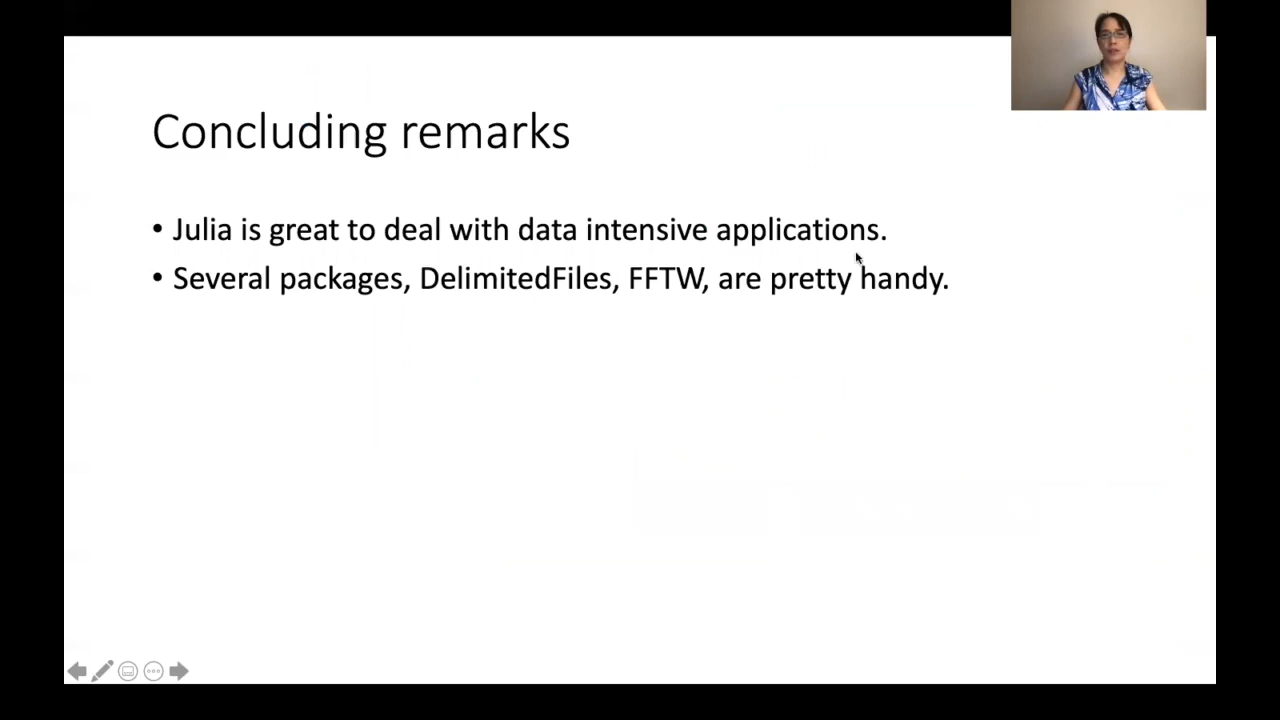 Concluding remarks
• Julia is great to deal with data intensive applications.
• Several packages, DelimitedFiles, FFTW, are pretty handy.